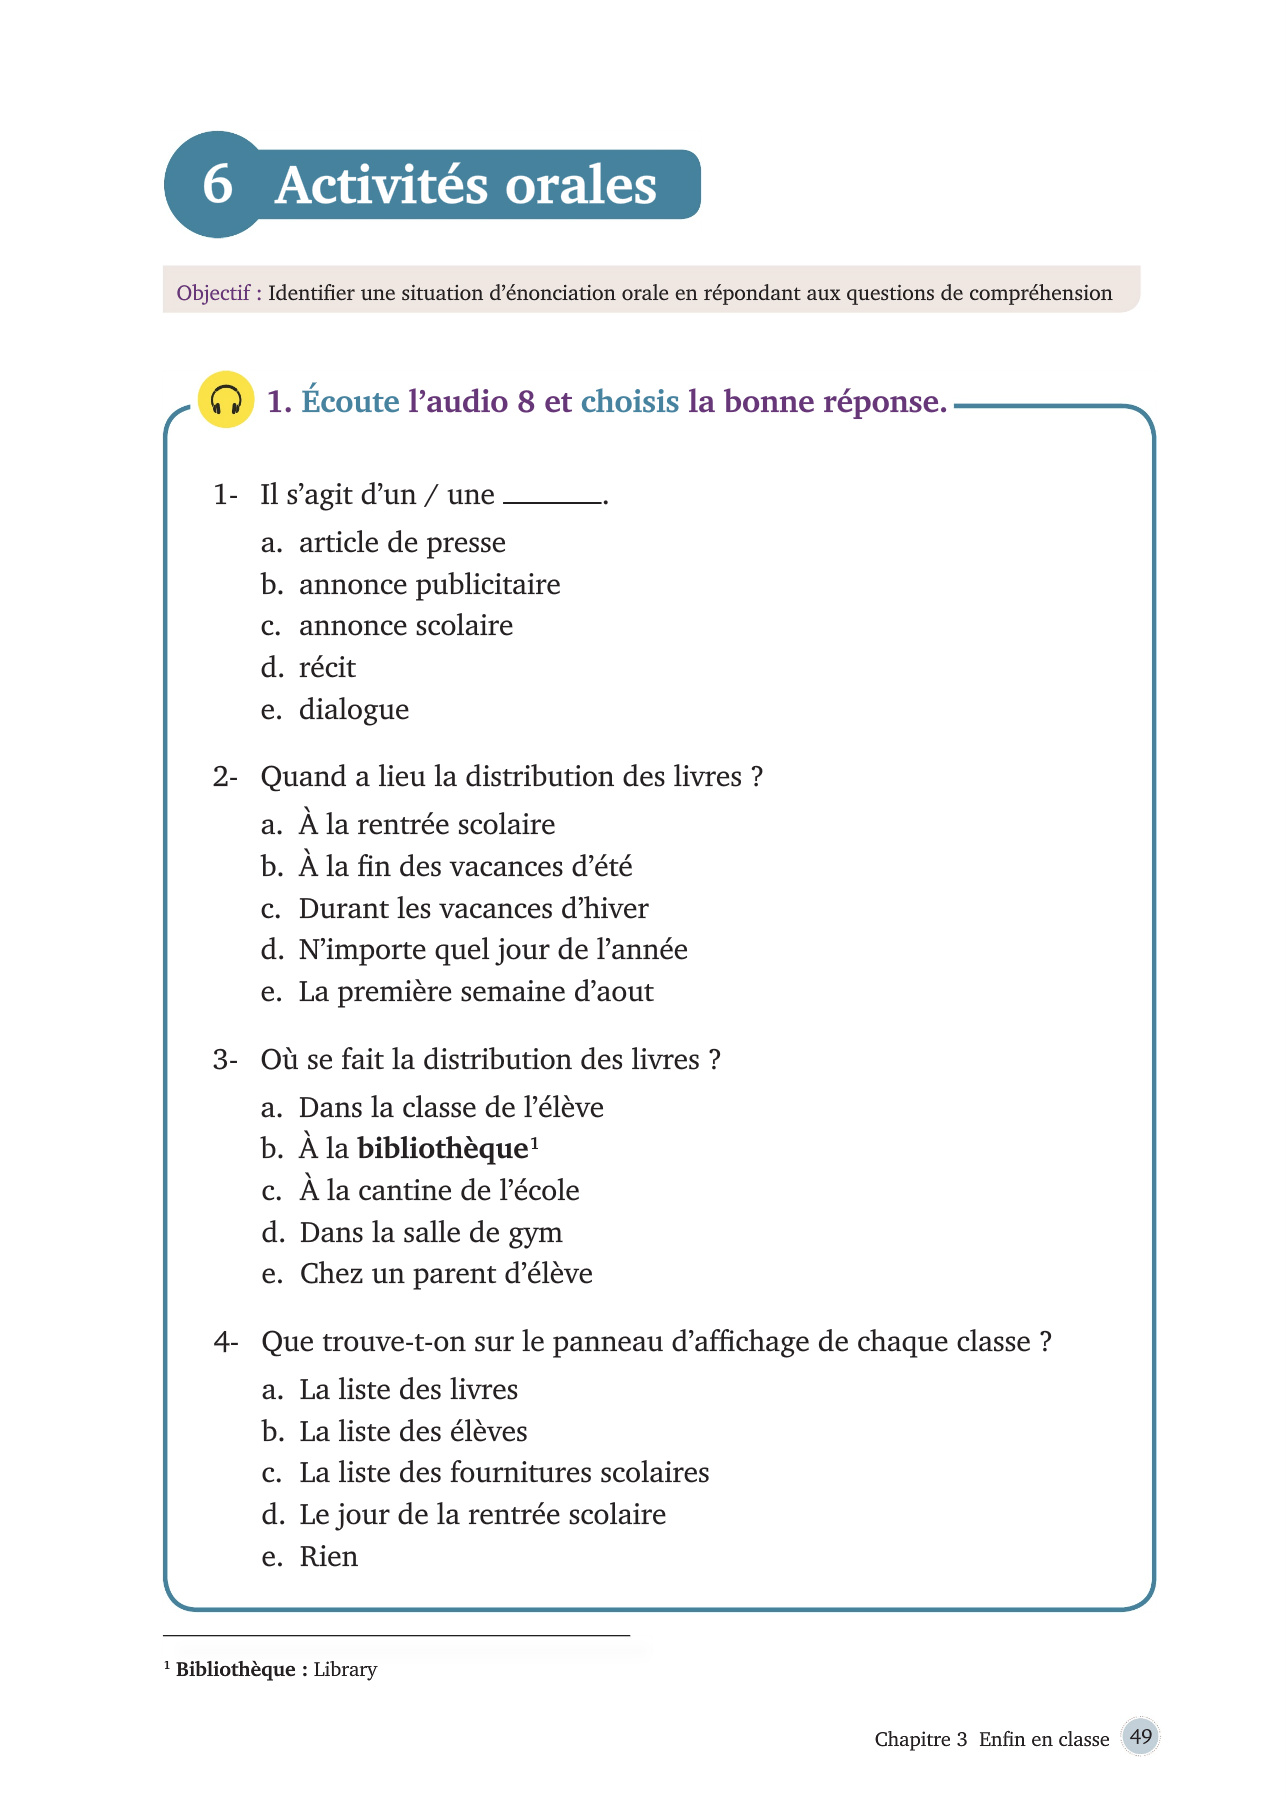 6 Activités orales
Objectif : Identifier une situation d’énonciation orale en répondant aux questions de compréhension
1. Écoute l’audio 8 et choisis la bonne réponse.
1- Il s’agit d’un / une ______.
a. article de presse
b. annonce publicitaire
c. annonce scolaire
d. récit
e. dialogue
2- Quand a lieu la distribution des livres ?
a. À la rentrée scolaire
b. À la fin des vacances d’été
c. Durant les vacances d’hiver
d. N’importe quel jour de l’année
e. La première semaine d’aout
3- Où se fait la distribution des livres ?
a. Dans la classe de l’élève
b. À la bibliothèque¹
c. À la cantine de l’école
d. Dans la salle de gym
e. Chez un parent d’élève
4- Que trouve-t-on sur le panneau d’affichage de chaque classe ?
a. La liste des livres
b. La liste des élèves
c. La liste des fournitures scolaires
d. Le jour de la rentrée scolaire
e. Rien
¹ Bibliothèque : Library
Chapitre 3 Enfin en classe 49